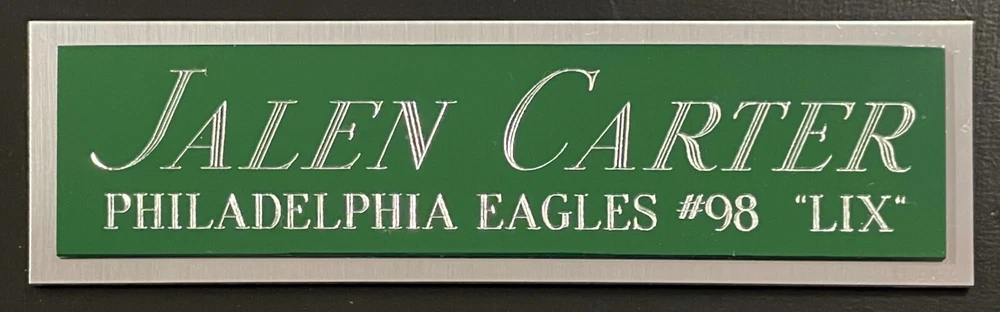 JALEN CARTER
PHILADELPHIA EAGLES #98 "LIX"